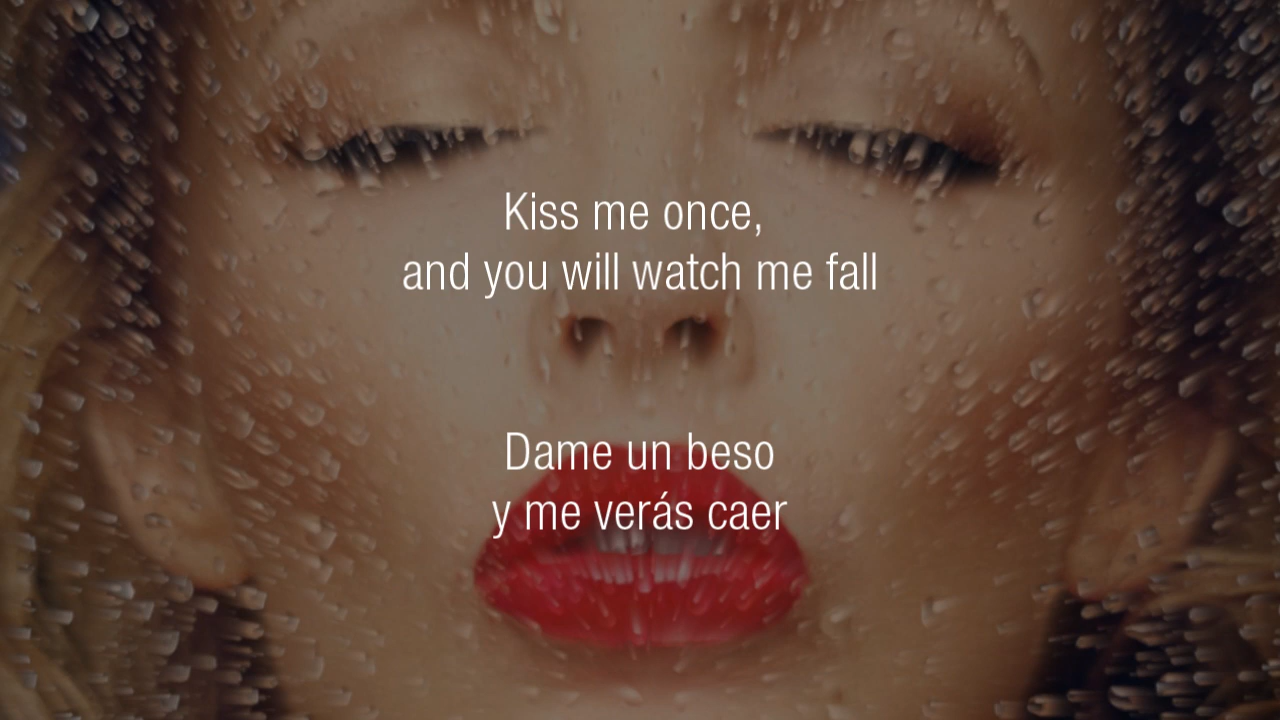 Kiss me once,
and you will watch me fall
Dame un beso
y me verás caer